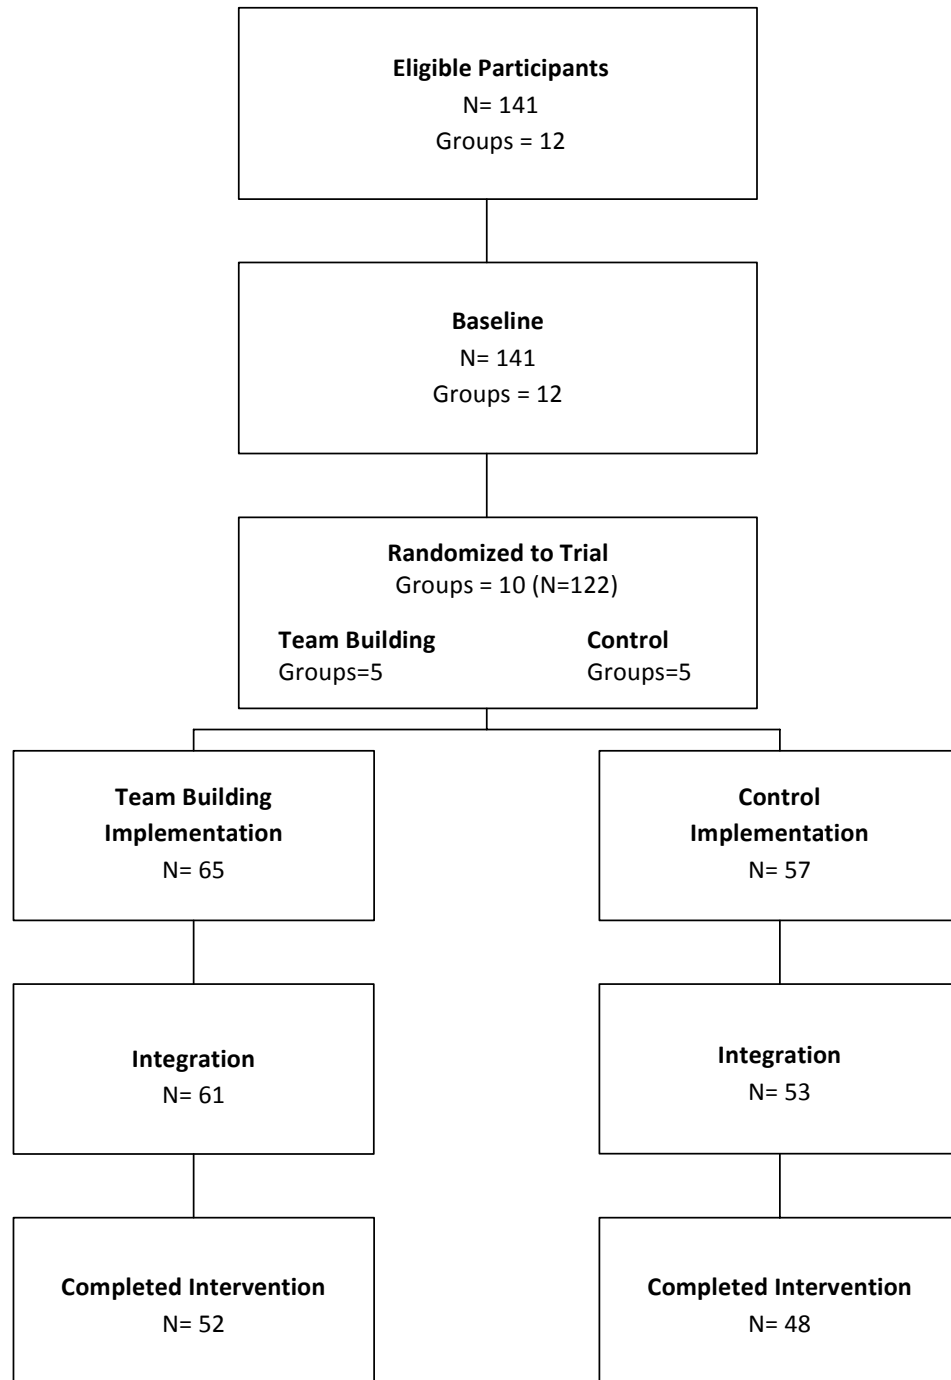 Eligible Participants
N= 141
Groups = 12
Baseline
N= 141
Groups = 12
Randomized to Trial
Groups = 10 (N=122)
Team Building
Groups=5
Control
Groups=5
Team Building
Implementation
N= 65
Control
Implementation
N= 57
Integration
N= 61
Integration
N= 53
Completed Intervention
N= 52
Completed Intervention
N= 48